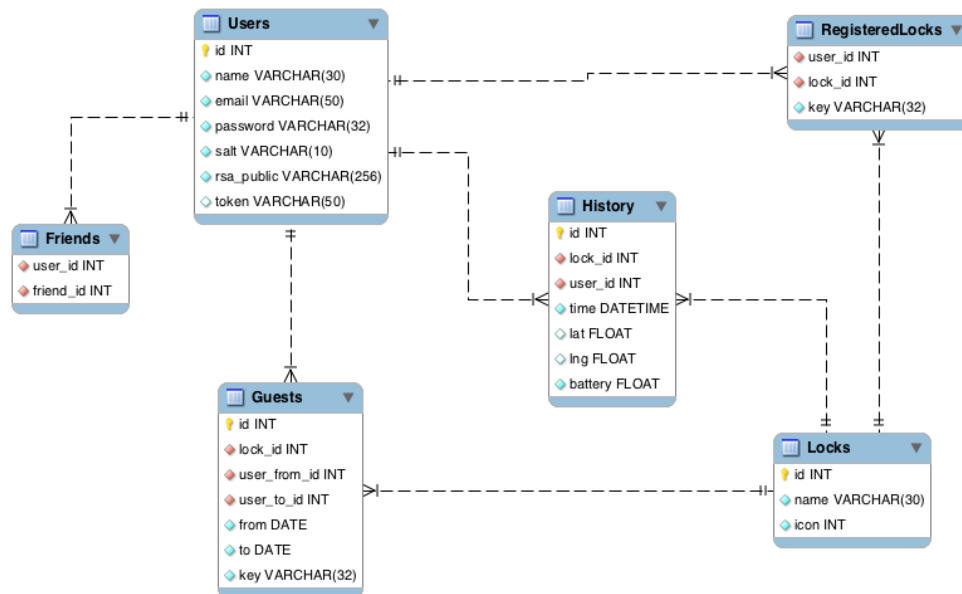 Users
id INT
name VARCHAR(30)
email VARCHAR(50)
password VARCHAR(32)
salt VARCHAR(10)
rsa_public VARCHAR(256)
token VARCHAR(50)
RegisteredLocks
user_id INT
lock_id INT
key VARCHAR(32)
Friends
user_id INT
friend_id INT
History
id INT
lock_id INT
user_id INT
time DATETIME
lat FLOAT
lng FLOAT
battery FLOAT
Guests
id INT
lock_id INT
user_from_id INT
user_to_id INT
from DATE
to DATE
key VARCHAR(32)
Locks
id INT
name VARCHAR(30)
icon INT